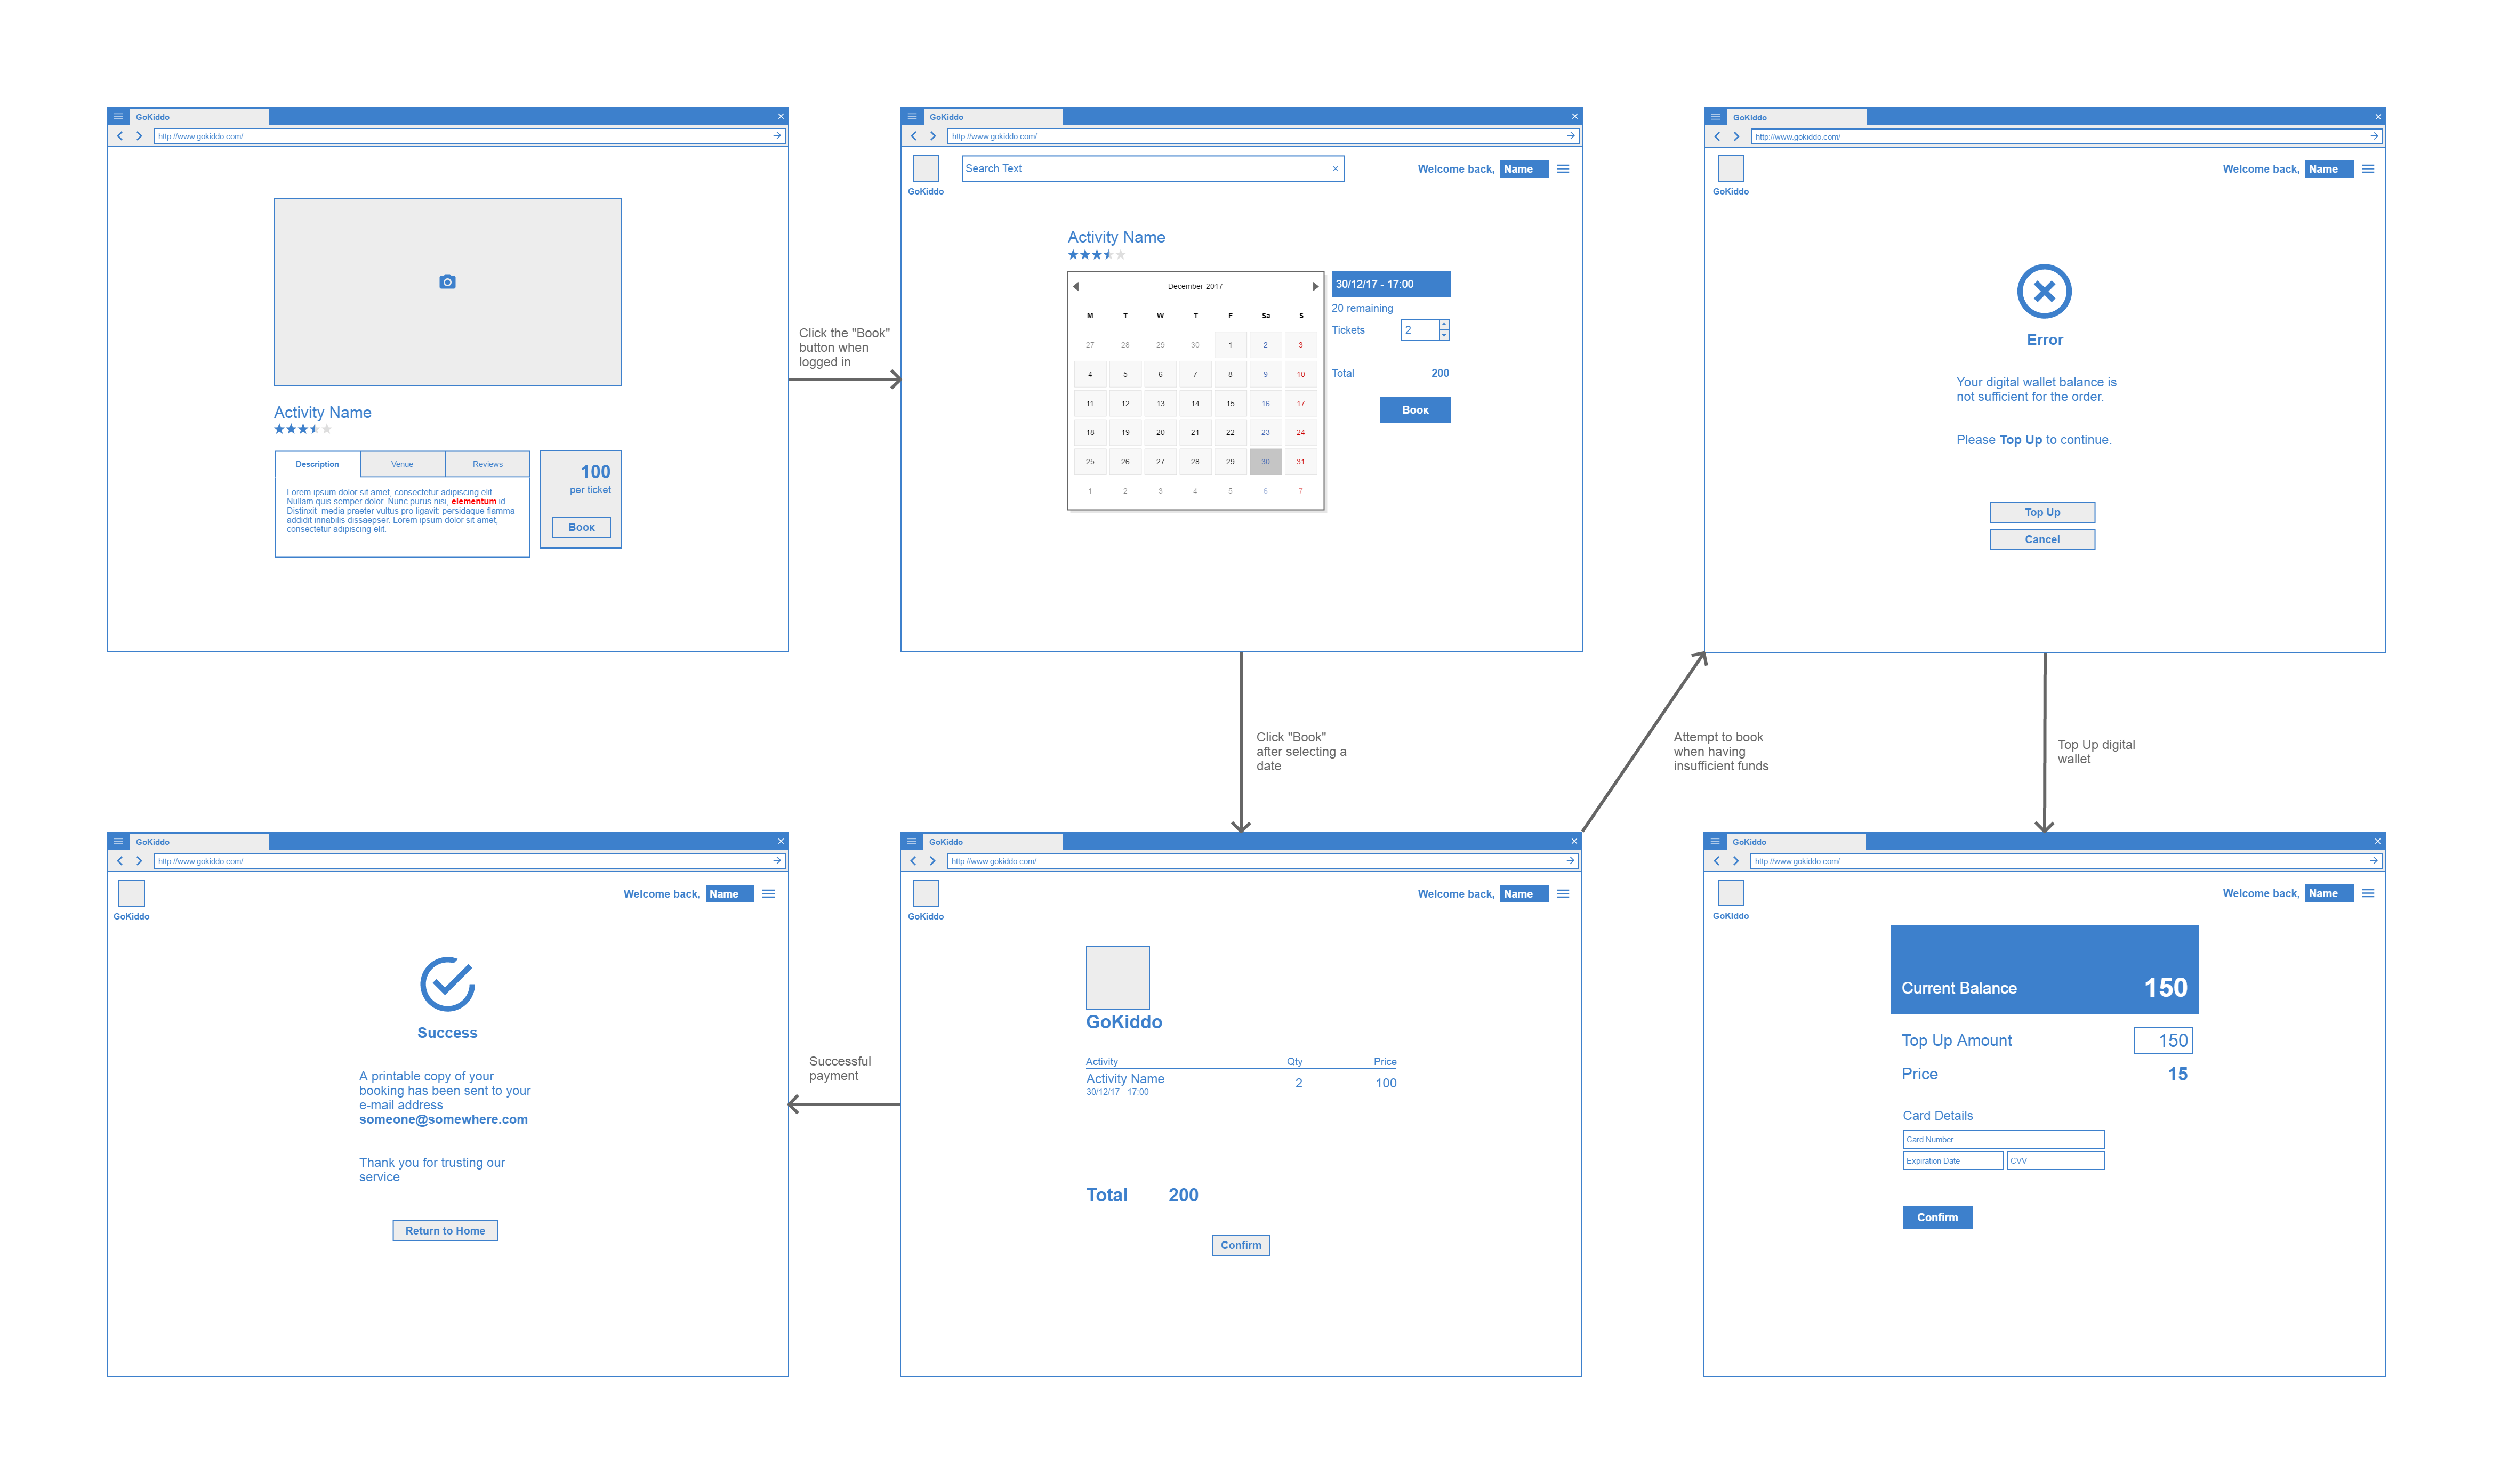 GoKiddo
http://www.gokiddo.com/
Activity Name
Description
Venue
Reviews
Lorem ipsum dolor sit amet, consectetur adipiscing elit.
Nullam quis semper dolor. Nunc purus nisi, elementum id.
Distinxit media praeter vultus pro ligavit: persidaque flamma
addidit innabilis dissaepser. Lorem ipsum dolor sit amet,
consectetur adipiscing elit.
100
per ticket
Book
Click the "Book"
button when
logged in
GoKiddo
http://www.gokiddo.com/
GoKiddo
Search Text
Welcome back, Name
Activity Name
December-2017
M T W T F Sa S
27 28 29 30 1 2 3
4 5 6 7 8 9 10
11 12 13 14 15 16 17
18 19 20 21 22 23 24
25 26 27 28 29 30 31
1 2 3 4 5 6 7
30/12/17 - 17:00
20 remaining
Tickets 2
Total 200
Book
GoKiddo
http://www.gokiddo.com/
GoKiddo
Welcome back, Name
Error
Your digital wallet balance is
not sufficient for the order.
Please Top Up to continue.
Top Up
Cancel
Click "Book"
after selecting a
date
Attempt to book
when having
insufficient funds
Top Up digital
wallet
GoKiddo
http://www.gokiddo.com/
GoKiddo
Welcome back, Name
Success
A printable copy of your
booking has been sent to your
e-mail address
someone@somewhere.com
Thank you for trusting our
service
Return to Home
Successful
payment
GoKiddo
http://www.gokiddo.com/
GoKiddo
Welcome back, Name
GoKiddo
Activity Qty Price
Activity Name 2 100
30/12/17 - 17:00
Total 200
Confirm
GoKiddo
http://www.gokiddo.com/
GoKiddo
Welcome back, Name
Current Balance 150
Top Up Amount 150
Price 15
Card Details
Card Number
Expiration Date CVV
Confirm